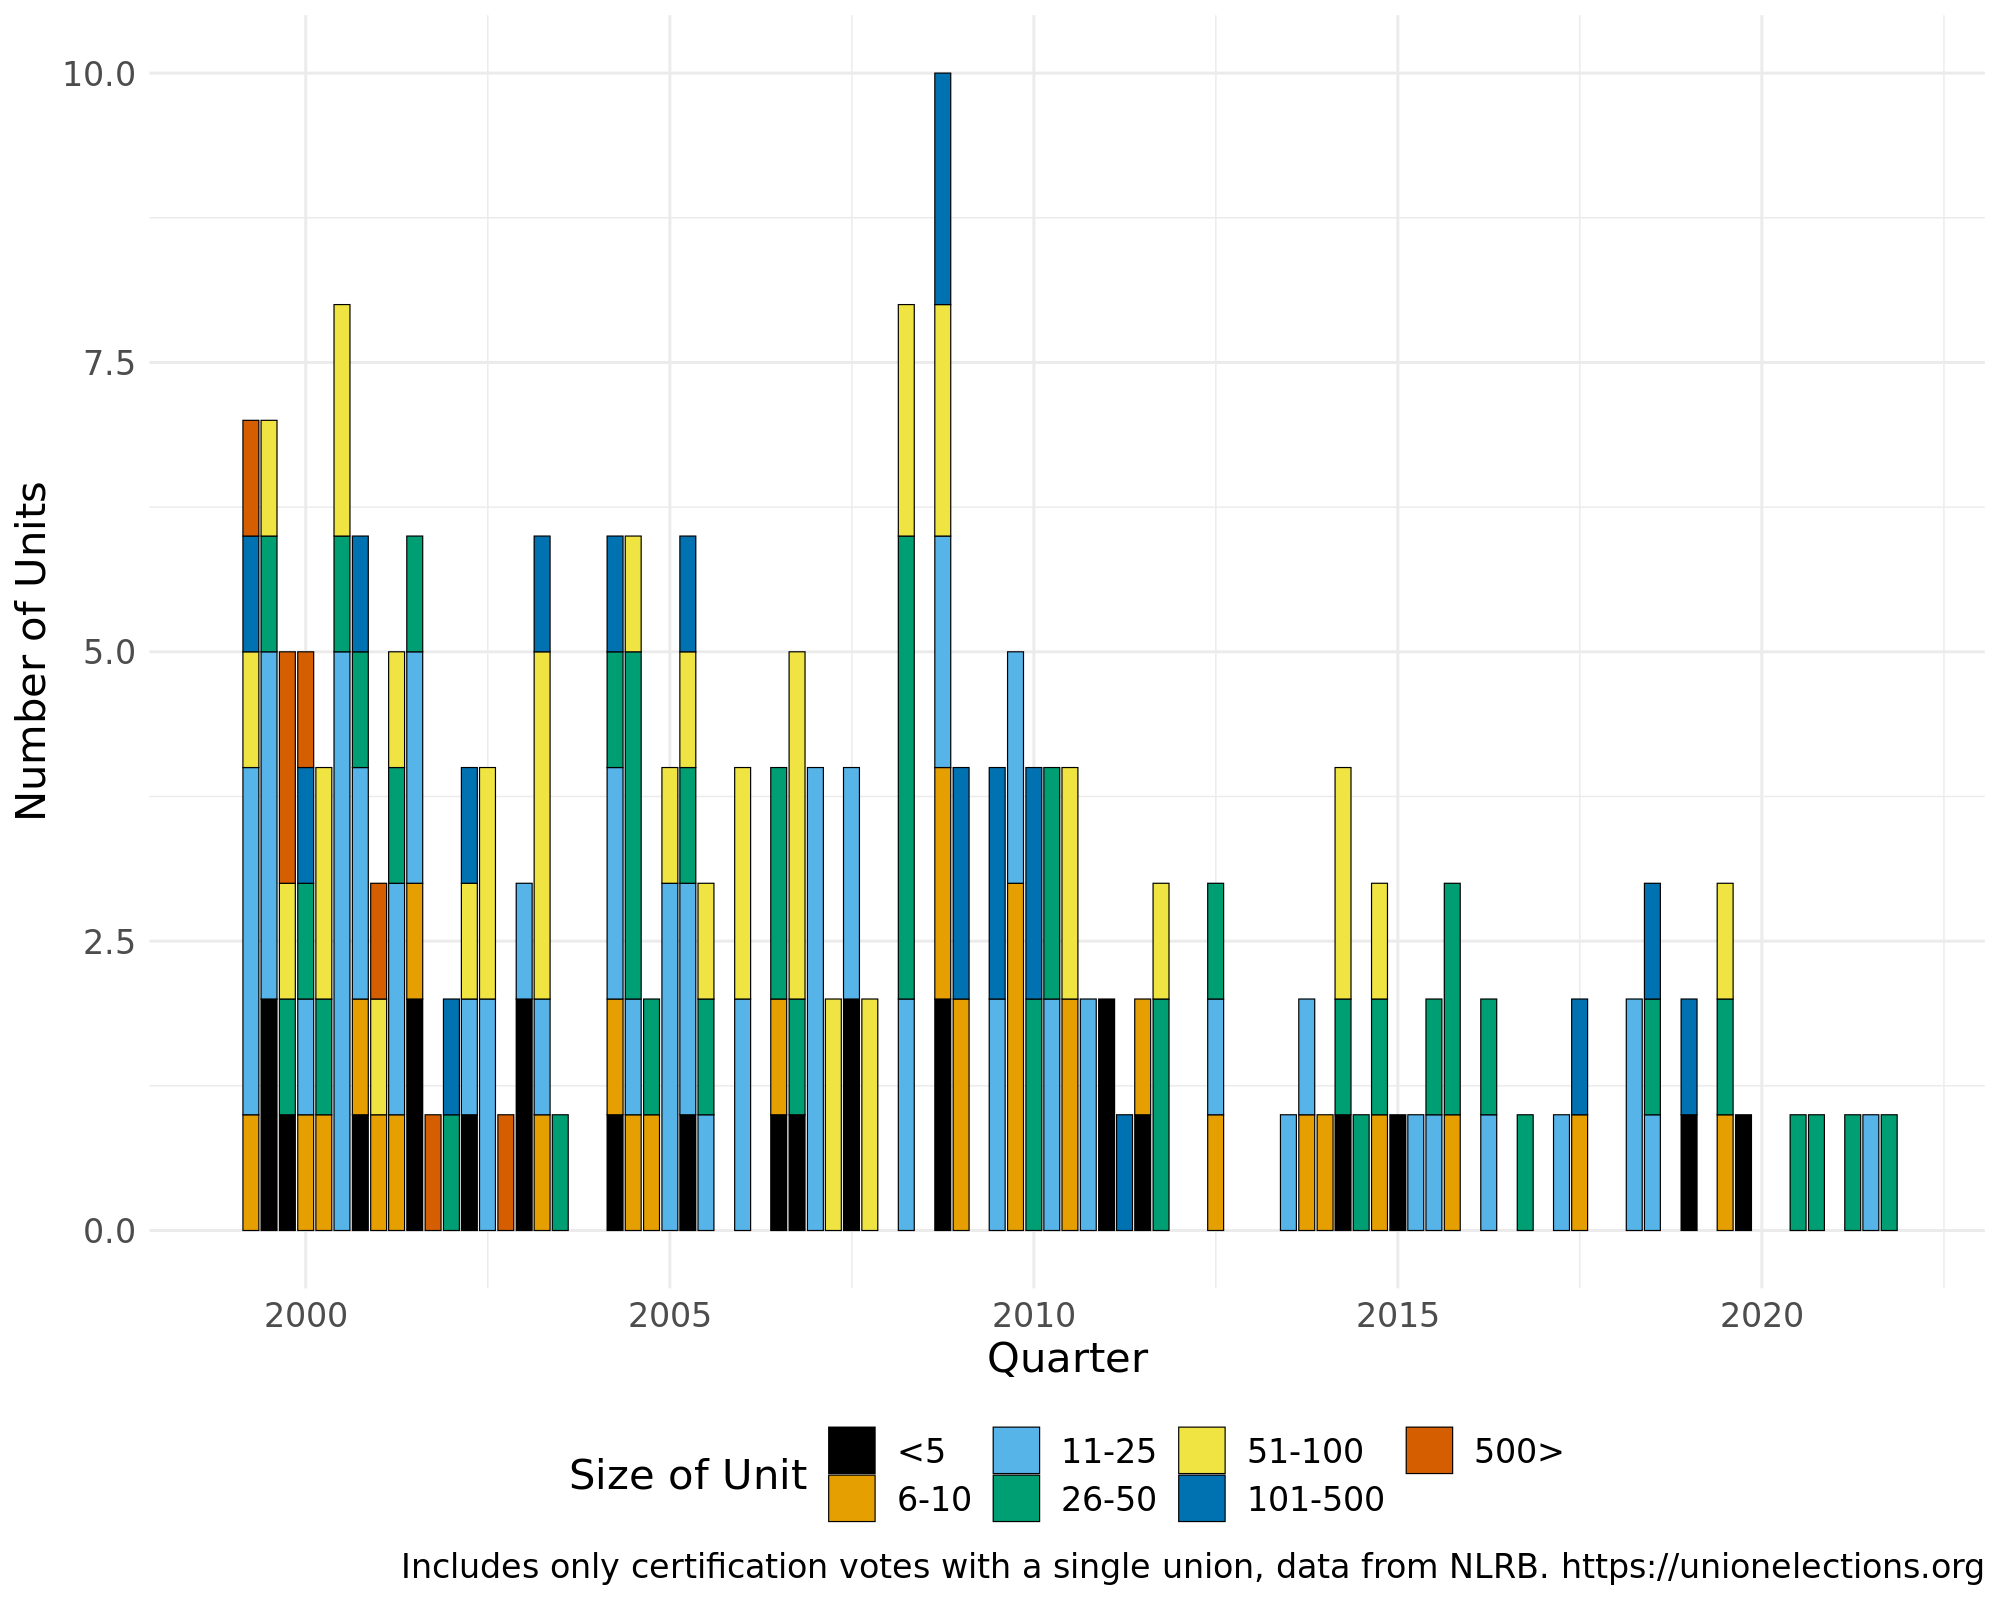 10.0
7.5
5.0
2.5
0.0
Number of Units
2000 2005 2010 2015 2020
Quarter
Size of Unit
<5 11-25 51-100 500>
6-10 26-50 101-500
Includes only certification votes with a single union, data from NLRB. https://unionelections.org